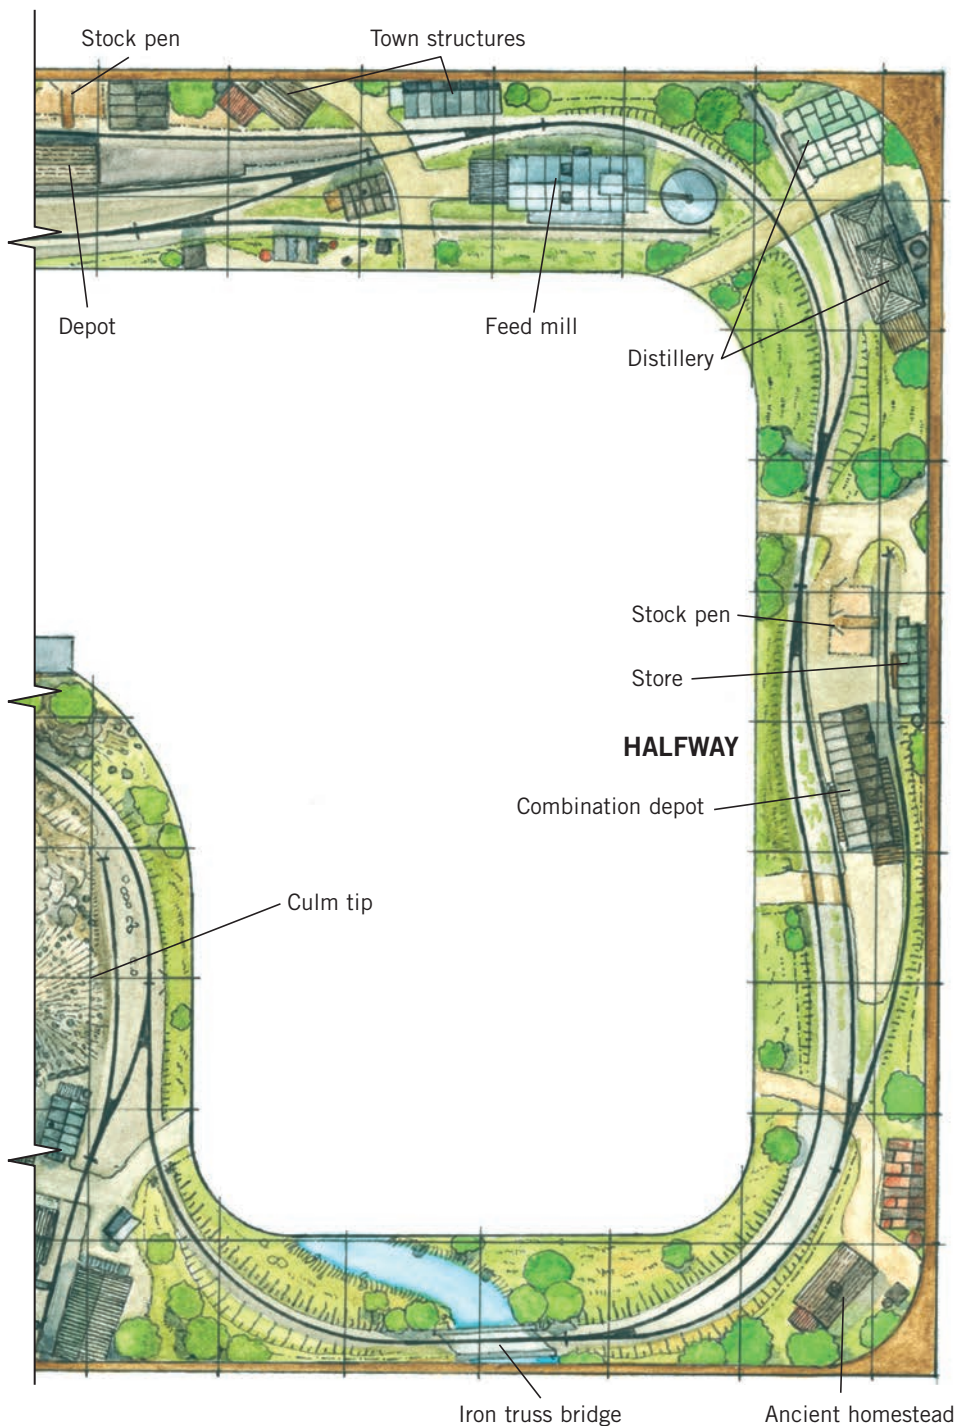 Stock pen
Town structures
Depot
Feed mill
Distillery
Stock pen
Store
HALFWAY
Combination depot
Culm tip
Iron truss bridge
Ancient homestead